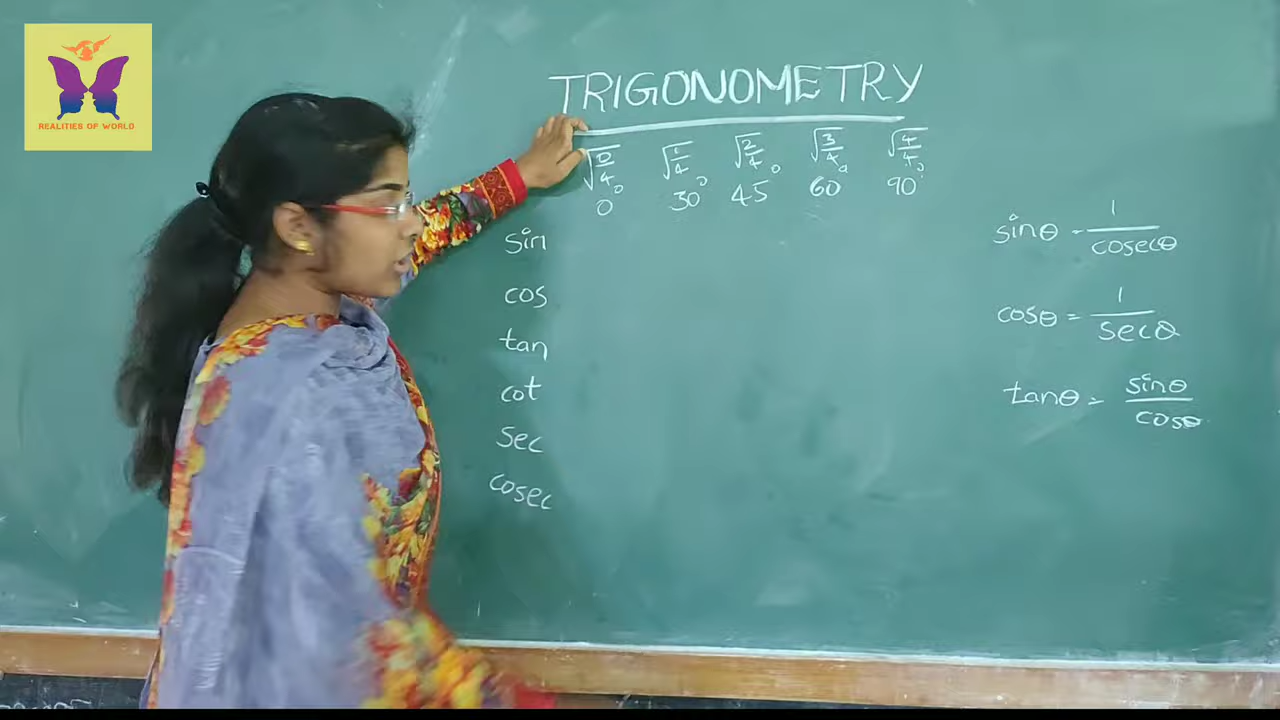 REALITIES OF WORLD
TRIGONOMETRY
√0/4 √1/4 √2/4 √3/4 √4/4
0° 30° 45° 60° 90°
sin
cos
tan
cot
sec
cosec
sinθ = 1/cosecθ
cosθ = 1/secθ
tanθ = sinθ/cosθ